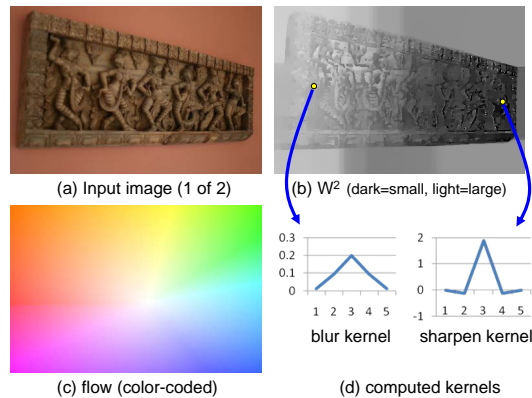 (a) Input image (1 of 2)
(b) W² (dark=small, light=large)
0.3
0.2
0.1
0
1 2 3 4 5
blur kernel
2
1
0
-1
1 2 3 4 5
sharpen kernel
(c) flow (color-coded)
(d) computed kernels